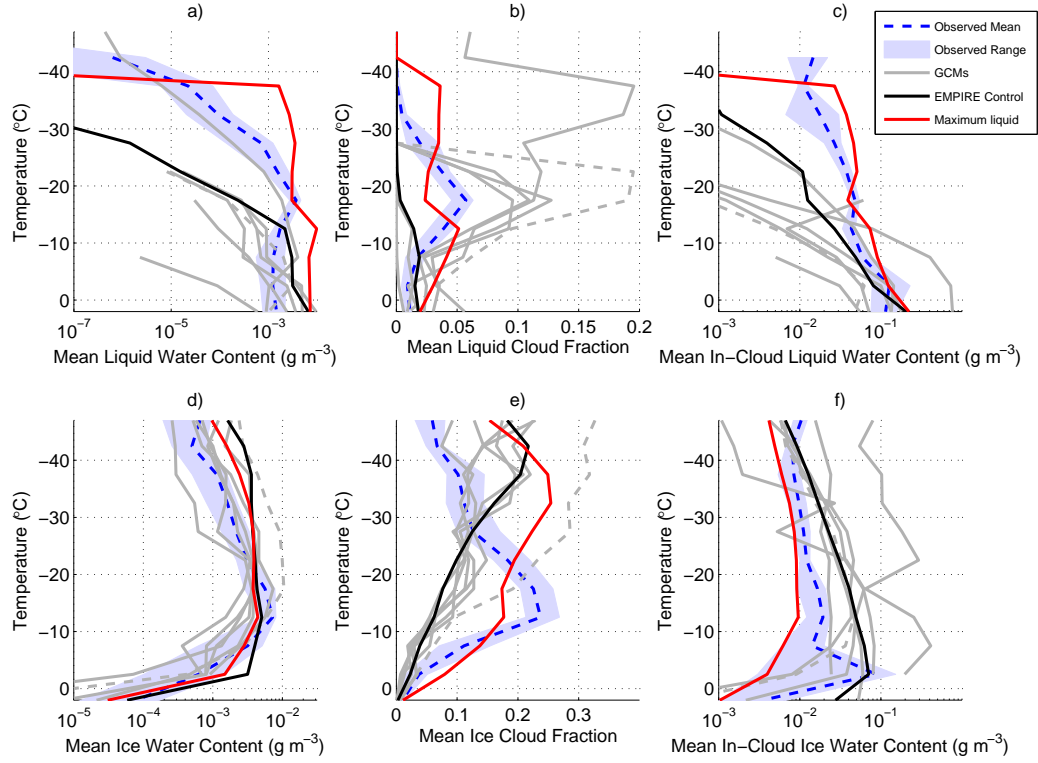 a)
b)
c)
Temperature (°C)
−40
−30
−20
−10
0
10⁻⁷
10⁻⁵
10⁻³
Mean Liquid Water Content (g m⁻³)
Temperature (°C)
−40
−30
−20
−10
0
0
0.05
0.1
0.15
0.2
Mean Liquid Cloud Fraction
Temperature (°C)
−40
−30
−20
−10
0
10⁻³
10⁻²
10⁻¹
Mean In−Cloud Liquid Water Content (g m⁻³)
Observed Mean
Observed Range
GCMs
EMPIRE Control
Maximum liquid
d)
e)
f)
Temperature (°C)
−40
−30
−20
−10
0
10⁻⁵
10⁻⁴
10⁻³
10⁻²
Mean Ice Water Content (g m⁻³)
Temperature (°C)
−40
−30
−20
−10
0
0
0.1
0.2
0.3
Mean Ice Cloud Fraction
Temperature (°C)
−40
−30
−20
−10
0
10⁻³
10⁻²
10⁻¹
Mean In−Cloud Ice Water Content (g m⁻³)